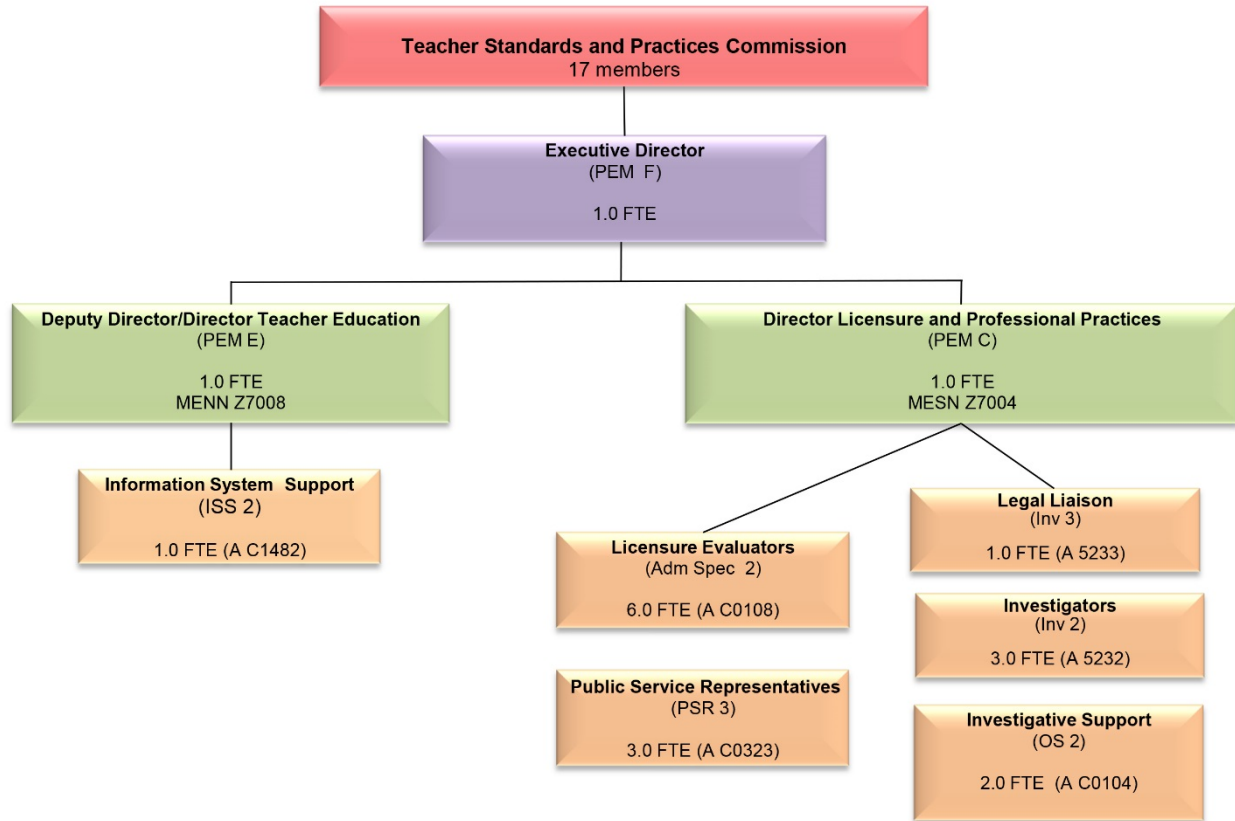 Teacher Standards and Practices Commission
17 members
Executive Director
(PEM F)
1.0 FTE
Deputy Director/Director Teacher Education
(PEM E)
1.0 FTE
MENN Z7008
Director Licensure and Professional Practices
(PEM C)
1.0 FTE
MESN Z7004
Information System Support
(ISS 2)
1.0 FTE (A C1482)
Licensure Evaluators
(Adm Spec 2)
6.0 FTE (A C0108)
Public Service Representatives
(PSR 3)
3.0 FTE (A C0323)
Legal Liaison
(Inv 3)
1.0 FTE (A 5233)
Investigators
(Inv 2)
3.0 FTE (A 5232)
Investigative Support
(OS 2)
2.0 FTE (A C0104)